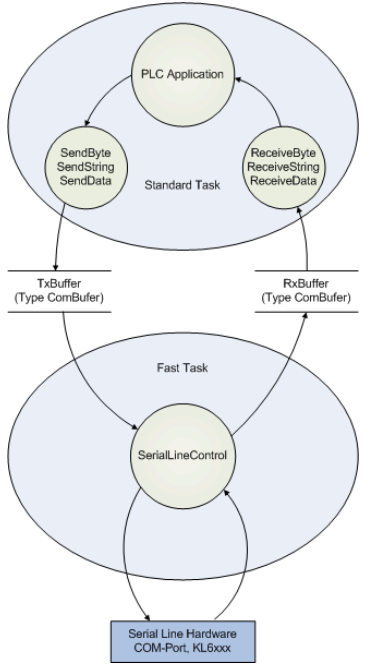 PLC Application
SendByte
SendString
SendData
ReceiveByte
ReceiveString
ReceiveData
Standard Task
TxBuffer
(Type ComBufer)
RxBuffer
(Type ComBufer)
Fast Task
SerialLineControl
Serial Line Hardware
COM-Port, KL6xxx